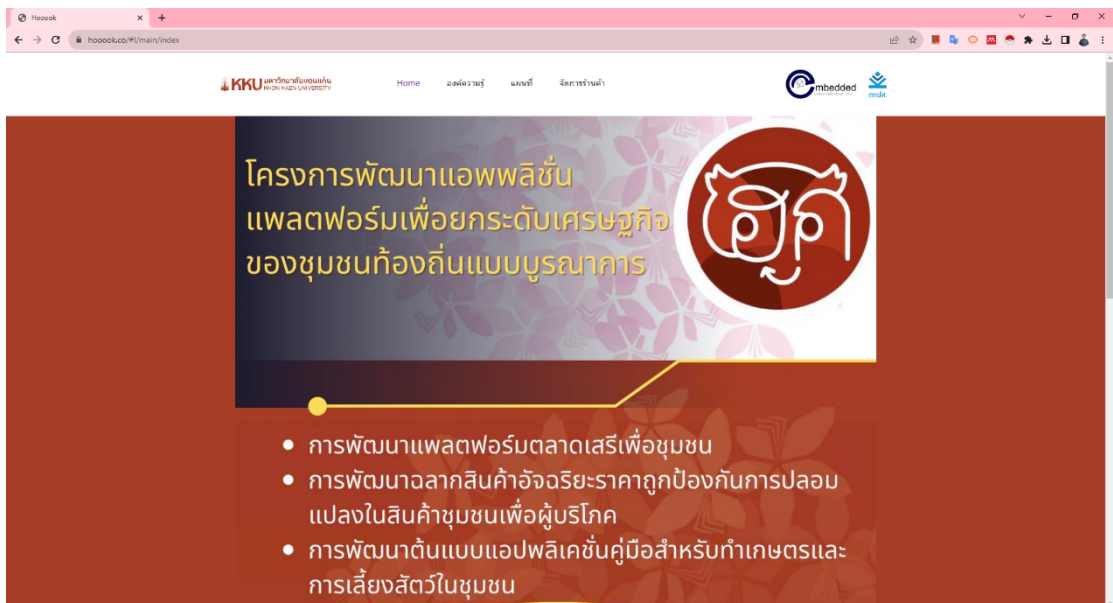 Hooook
hooook.co/#!/main/index
KKU มหาวิทยาลัยขอนแก่น
KHON KAEN UNIVERSITY
Home องค์ความรู้ แผนที่ จัดการร้านค้า
Embedded
กทปส.
โครงการพัฒนาแอพพลิชั่น
แพลตฟอร์มเพื่อยกระดับเศรษฐกิจ
ของชุมชนท้องถิ่นแบบบูรณาการ
ฮูก
การพัฒนาแพลตฟอร์มตลาดเสรีเพื่อชุมชน
การพัฒนาฉลากสินค้าอัจฉริยะราคาถูกป้องกันการปลอม
แปลงในสินค้าชุมชนเพื่อผู้บริโภค
การพัฒนาต้นแบบแอปพลิเคชั่นคู่มือสำหรับทำเกษตรและ
การเลี้ยงสัตว์ในชุมชน